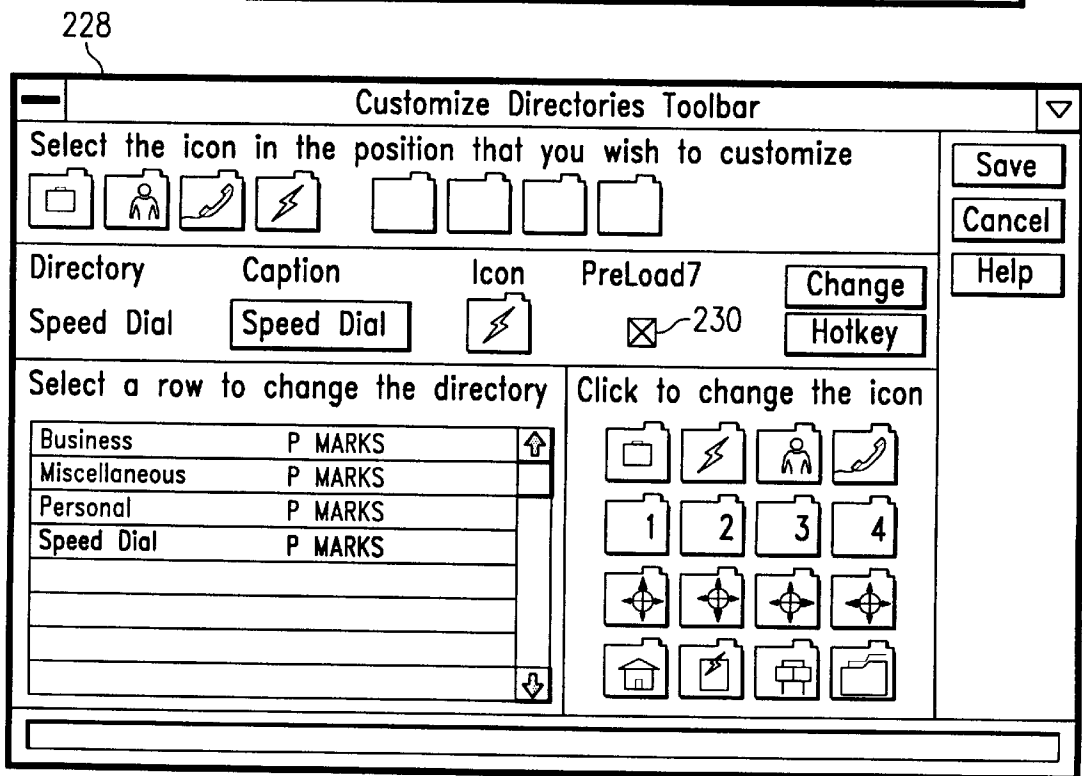 228
Customize Directories Toolbar
Select the icon in the position that you wish to customize
Save
Cancel
Help
Directory Caption Icon PreLoad7
Change
Speed Dial Speed Dial 230
Hotkey
Select a row to change the directory
Business P MARKS
Miscellaneous P MARKS
Personal P MARKS
Speed Dial P MARKS
Click to change the icon
1 2 3 4